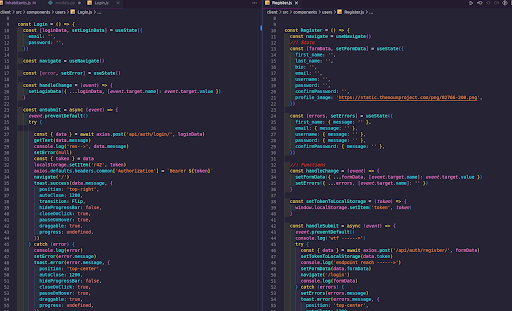 Login.js
client > src > components > users > Login.js > ...
const Login = () => {
const [loginData, setLoginData] = useState({
email: '',
password: '',
})
const navigate = useNavigate()
const [error, setError] = useState()
const handleChange = (event) => {
setLoginData({ ...loginData, [event.target.name]: event.target.value })
}
const onSubmit = async (event) => {
event.preventDefault()
try {
const { data } = await axios.post('/api/auth/login/', loginData)
getText(data.message)
console.log('res-->', data.message)
setError(null)
const { token } = data
localStorage.setItem('
', token)
axios.defaults.headers.common['Authorization'] = `Bearer ${token}`
navigate('/')
toast.success(data.message, {
position: 'top-right',
autoClose: 1200,
transition: Flip,
hideProgressBar: false,
closeOnClick: true,
pauseOnHover: true,
draggable: true,
progress: undefined,
})
} catch (error) {
console.log(error)
setError(error.message)
toast.error(error.message, {
position: 'top-center',
autoClose: 1200,
hideProgressBar: false,
closeOnClick: true,
pauseOnHover: true,
draggable: true,
progress: undefined,
Register.js
client > src > components > users > Register.js > ...
const Register = () => {
const navigate = useNavigate()
//! State
const [formData, setFormData] = useState({
first_name: '',
last_name: '',
bio: '',
email: '',
username: '',
password: '',
confirmPassword: '',
profile_image: 'https://static.thenounproject.com/png/02766-200.png',
})
const [errors, setErrors] = useState({
first_name: { message: '' },
email: { message: '' },
username: { message: '' },
password: { message: '' },
confirmPassword: { message: '' },
})
//! Functions
const handleChange = (event) => {
setFormData({ ...formData, [event.target.name]: event.target.value })
setErrors({ ...errors, [event.target.name]: '' })
}
const setTokenToLocalStorage = (token) => {
window.localStorage.setItem('token', token)
}
const handleSubmit = async (event) => {
event.preventDefault()
console.log('wtf ------>')
try {
const { data } = await axios.post('/api/auth/register/', formData)
setTokenToLocalStorage(data.token)
console.log('endpoint reach ------>')
setFormData(data.formData)
navigate('/login')
console.log(formData)
} catch (errors) {
setErrors(errors.message)
toast.error(errors.message, {
position: 'top-center',